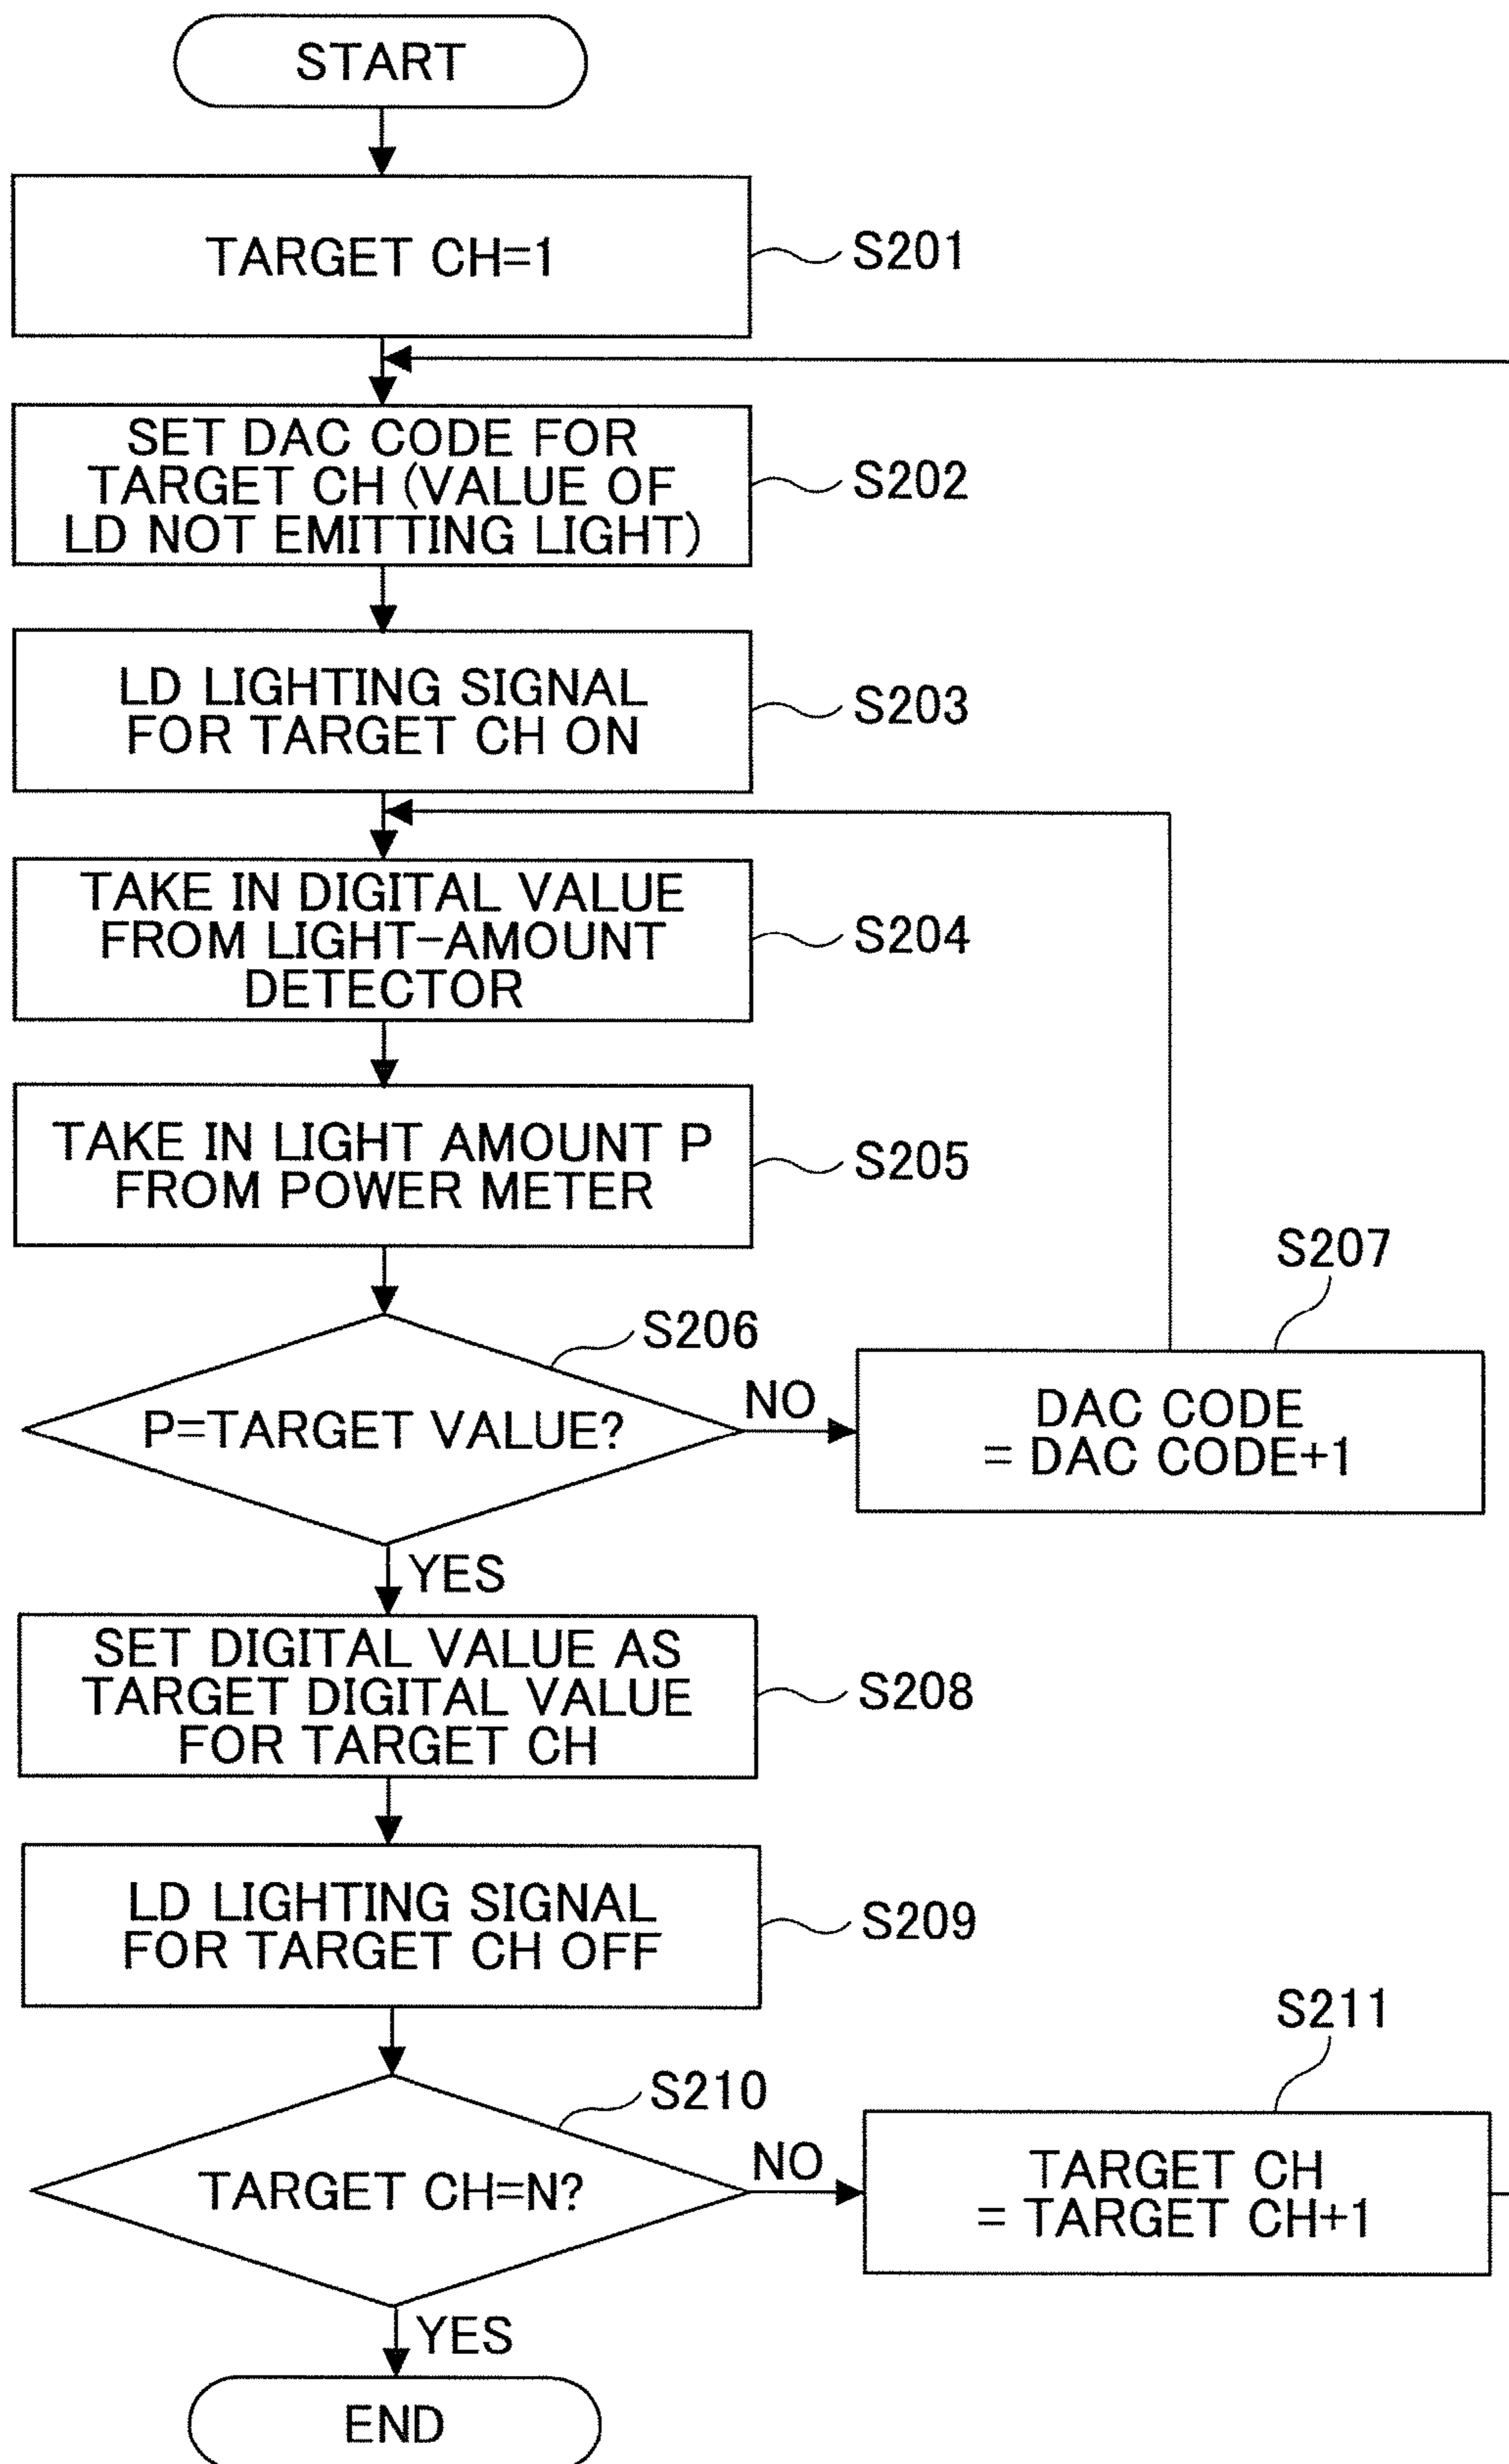 START
TARGET CH=1
S201
SET DAC CODE FOR
TARGET CH (VALUE OF
LD NOT EMITTING LIGHT)
S202
LD LIGHTING SIGNAL
FOR TARGET CH ON
S203
TAKE IN DIGITAL VALUE
FROM LIGHT-AMOUNT
DETECTOR
S204
TAKE IN LIGHT AMOUNT P
FROM POWER METER
S205
P=TARGET VALUE?
S206
NO
S207
DAC CODE
= DAC CODE+1
YES
SET DIGITAL VALUE AS
TARGET DIGITAL VALUE
FOR TARGET CH
S208
LD LIGHTING SIGNAL
FOR TARGET CH OFF
S209
TARGET CH=N?
S210
NO
S211
TARGET CH
= TARGET CH+1
YES
END